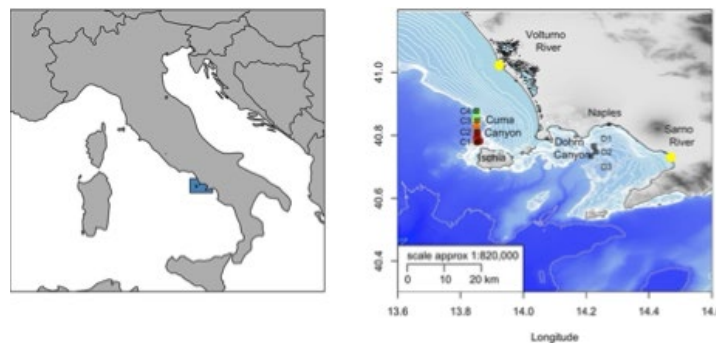 Volturno
River
41.0
C4
C3
Cuma
C2
Canyon
C1
40.8
Ischia
Naples
Dohrn
Canyon
D1
D2
D3
Sarno
River
40.6
40.4
scale approx 1:820,000
0
10
20 km
13.6
13.8
14.0
14.2
14.4
14.6
Longitude